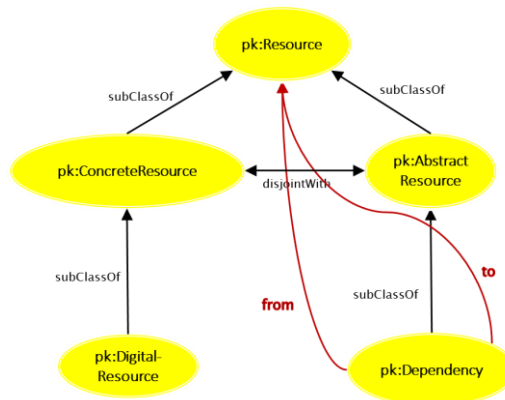 pk:Resource
subClassOf
subClassOf
pk:ConcreteResource
pk:Abstract
Resource
disjointWith
subClassOf
subClassOf
from
to
pk:Digital-
Resource
pk:Dependency